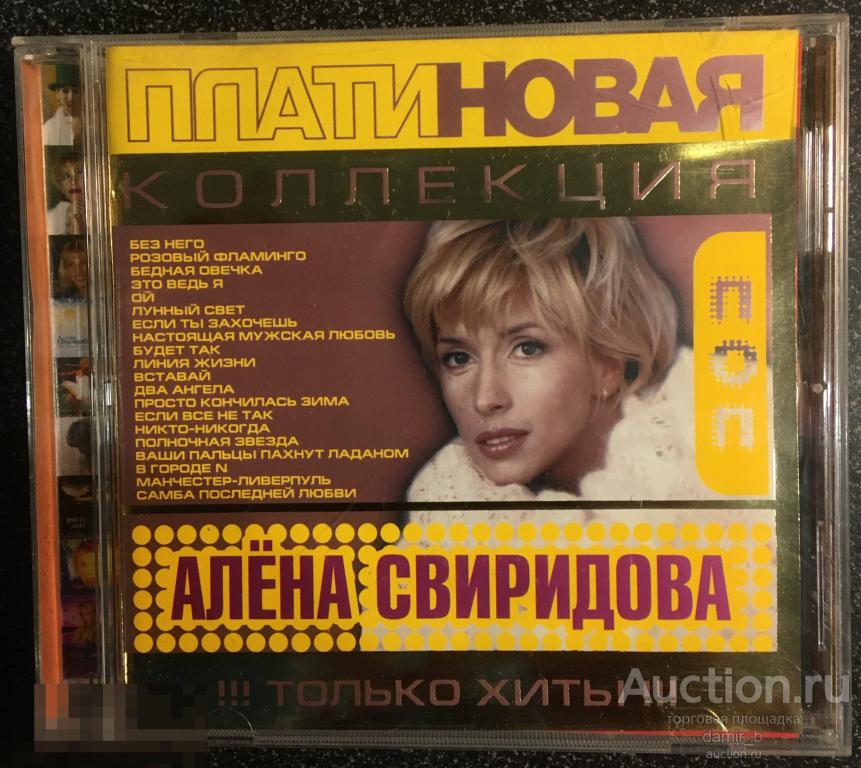 ПЛАТИНОВАЯ
КОЛЛЕКЦИЯ
БЕЗ НЕГО
РОЗОВЫЙ ФЛАМИНГО
БЕДНАЯ ОВЕЧКА
ЭТО ВЕДЬ Я
ОЙ
ЛУННЫЙ СВЕТ
ЕСЛИ ТЫ ЗАХОЧЕШЬ
НАСТОЯЩАЯ МУЖСКАЯ ЛЮБОВЬ
БУДЕТ ТАК
ЛИНИЯ ЖИЗНИ
ВСТАВАЙ
ДВА АНГЕЛА
ПРОСТО КОНЧИЛАСЬ ЗИМА
ЕСЛИ ВСЕ НЕ ТАК
НИКТО-НИКОГДА
ПОЛНОЧНАЯ ЗВЕЗДА
ВАШИ ПАЛЬЦЫ ПАХНУТ ЛАДАНОМ
В ГОРОДЕ N
МАНЧЕСТЕР-ЛИВЕРПУЛЬ
САМБА ПОСЛЕДНЕЙ ЛЮБВИ
ПОП
АЛЁНА СВИРИДОВА
!!! ТОЛЬКО ХИТЫ !!!
Auction.ru
торговая площадка
damir_b
auction.ru